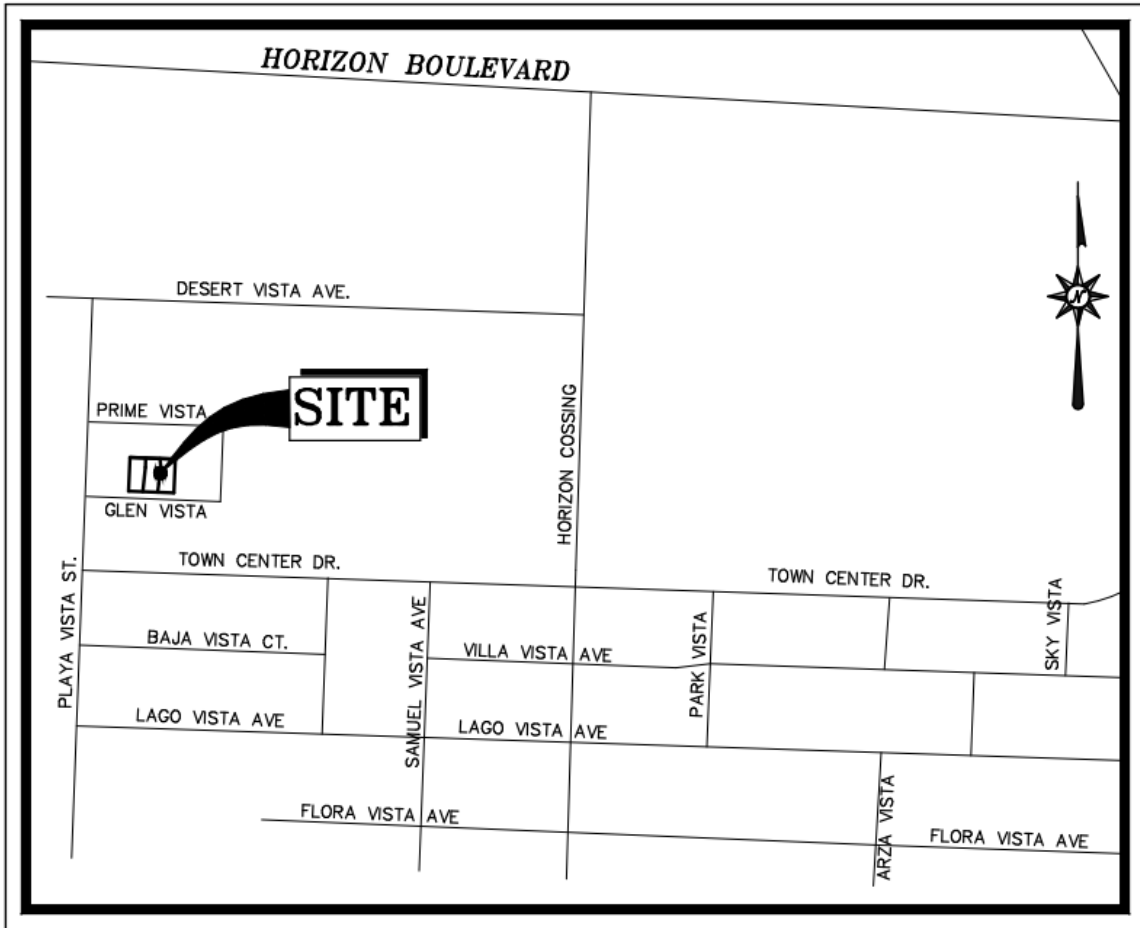 HORIZON BOULEVARD
DESERT VISTA AVE.
PRIME VISTA
SITE
HORIZON COSSING
N
GLEN VISTA
PLAYA VISTA ST.
TOWN CENTER DR.
TOWN CENTER DR.
BAJA VISTA CT.
SAMUEL VISTA AVE
VILLA VISTA AVE
PARK VISTA
SKY VISTA
LAGO VISTA AVE
LAGO VISTA AVE
FLORA VISTA AVE
ARZA VISTA
FLORA VISTA AVE